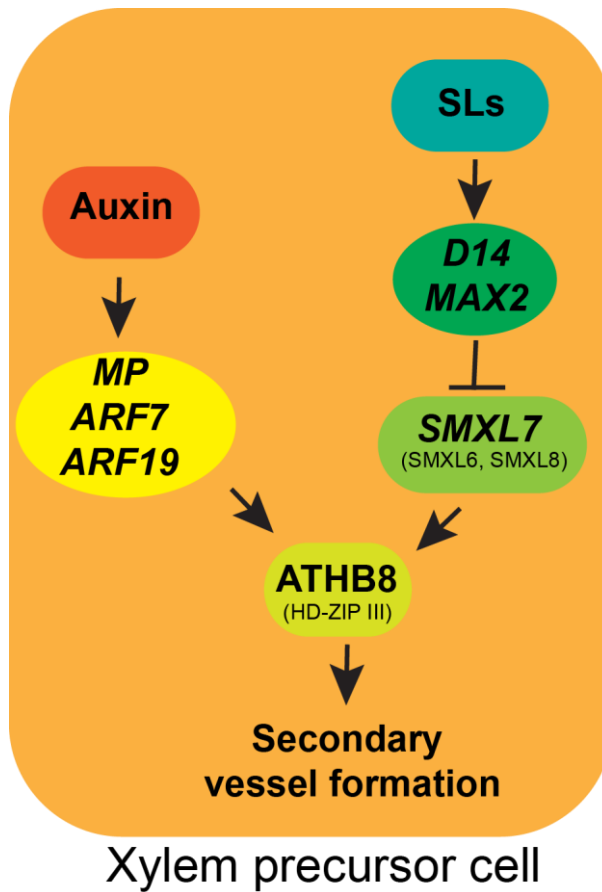 SLs
Auxin
D14
MAX2
MP
ARF7
ARF19
SMXL7
(SMXL6, SMXL8)
ATHB8
(HD-ZIP III)
Secondary
vessel formation
Xylem precursor cell